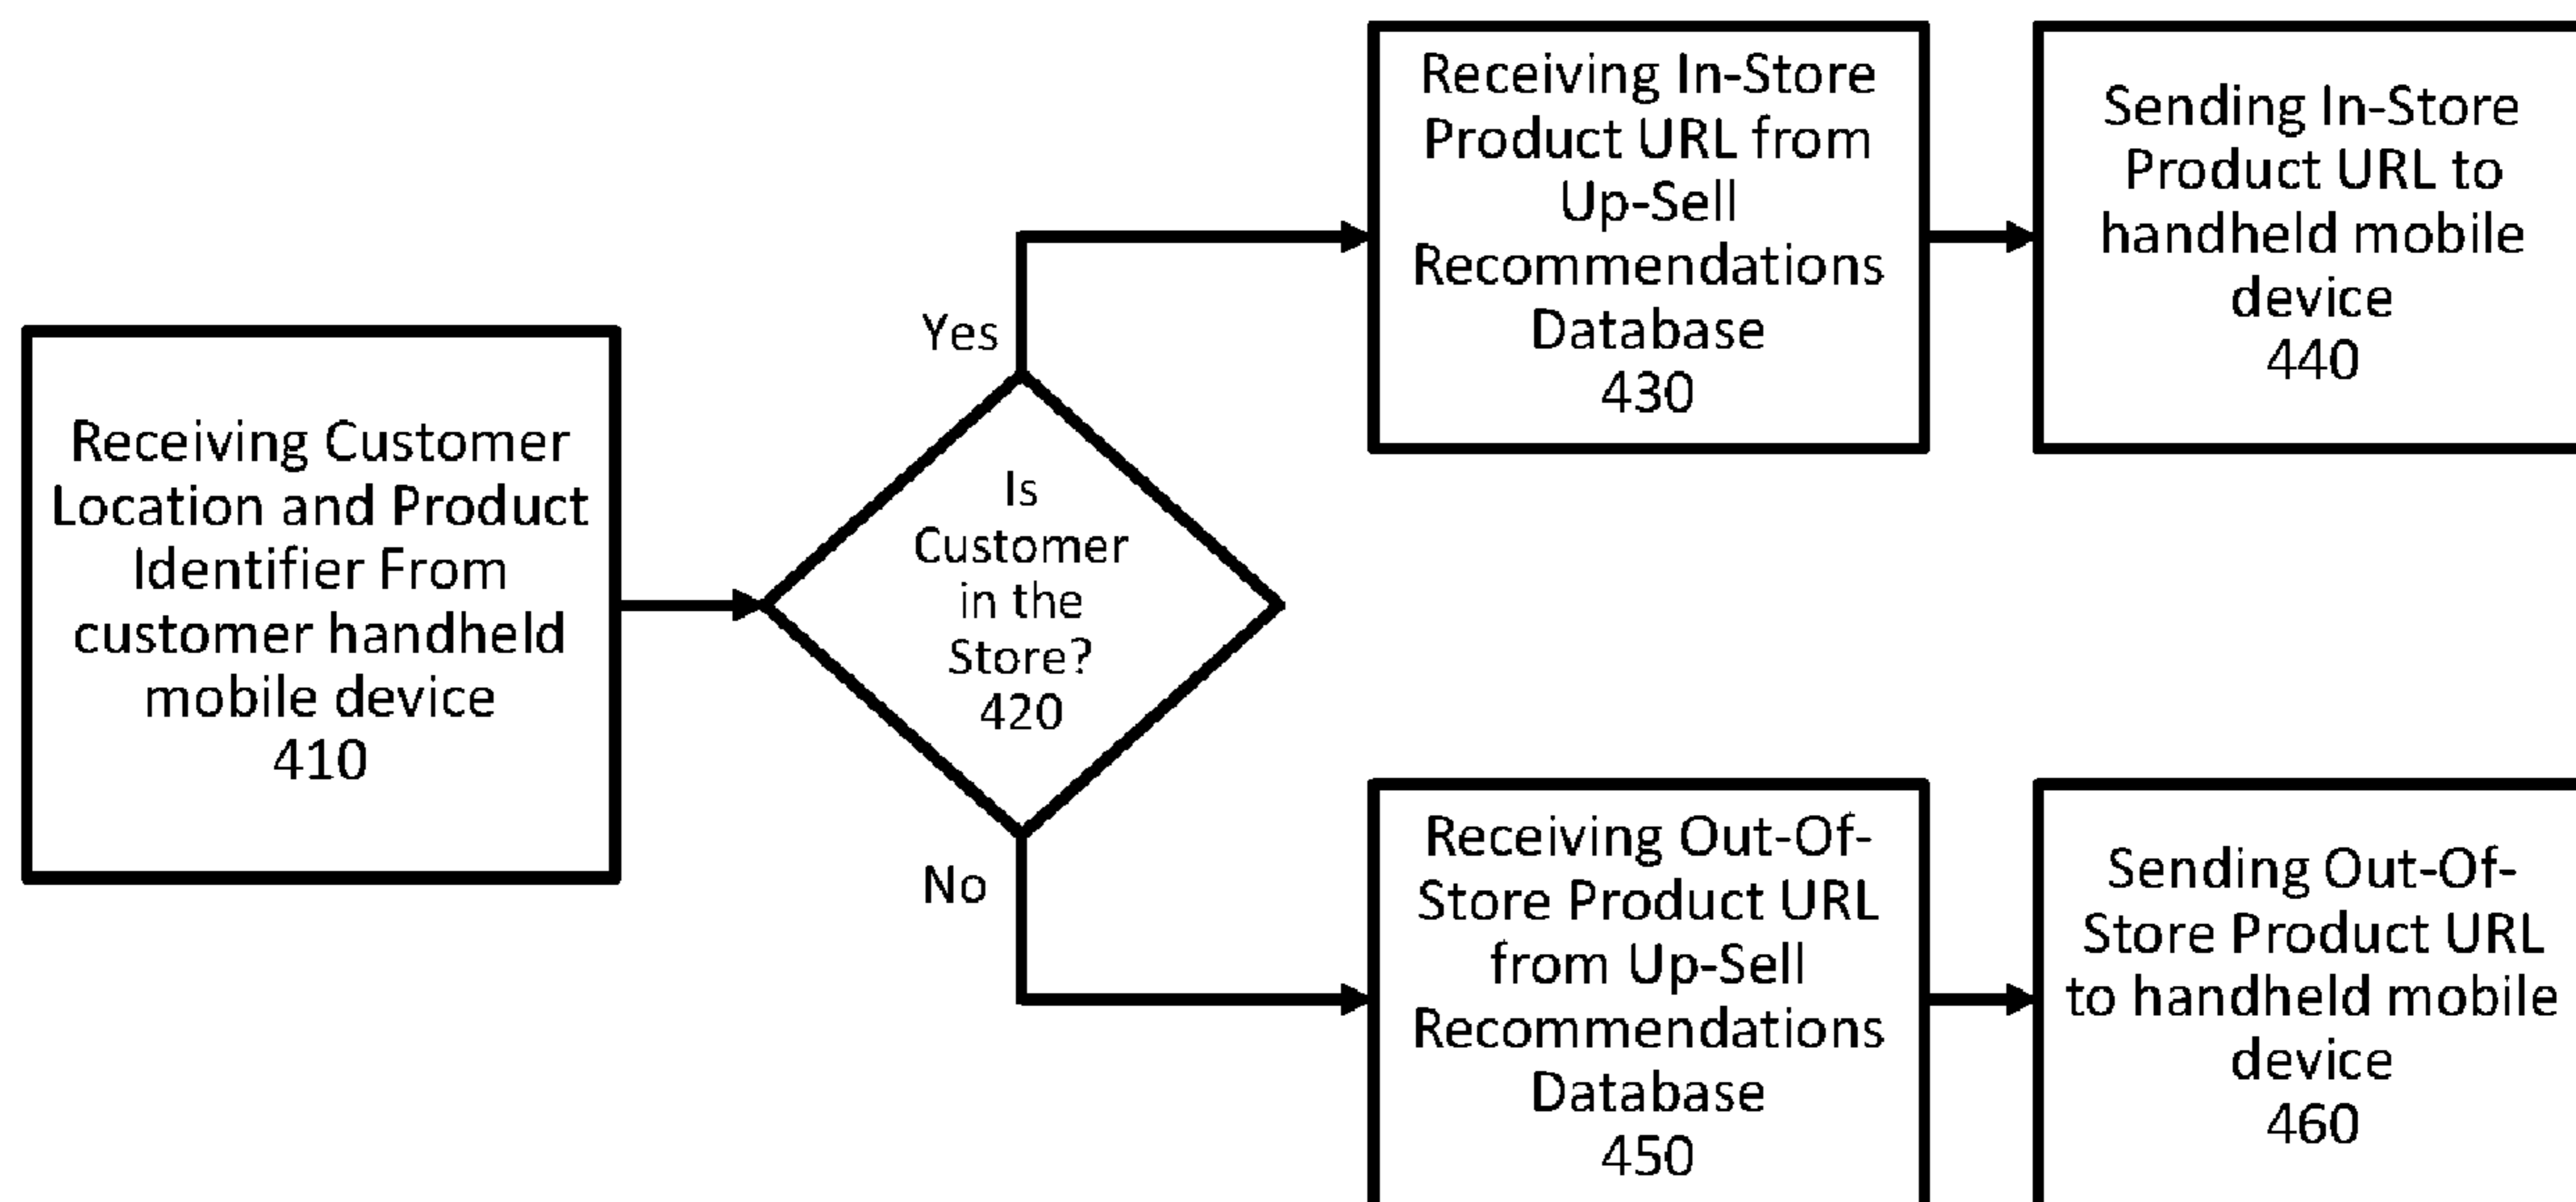 Receiving Customer
Location and Product
Identifier From
customer handheld
mobile device
410
Is
Customer
in the
Store?
420
Yes
Receiving In-Store
Product URL from
Up-Sell
Recommendations
Database
430
Sending In-Store
Product URL to
handheld mobile
device
440
No
Receiving Out-Of-
Store Product URL
from Up-Sell
Recommendations
Database
450
Sending Out-Of-
Store Product URL
to handheld mobile
device
460